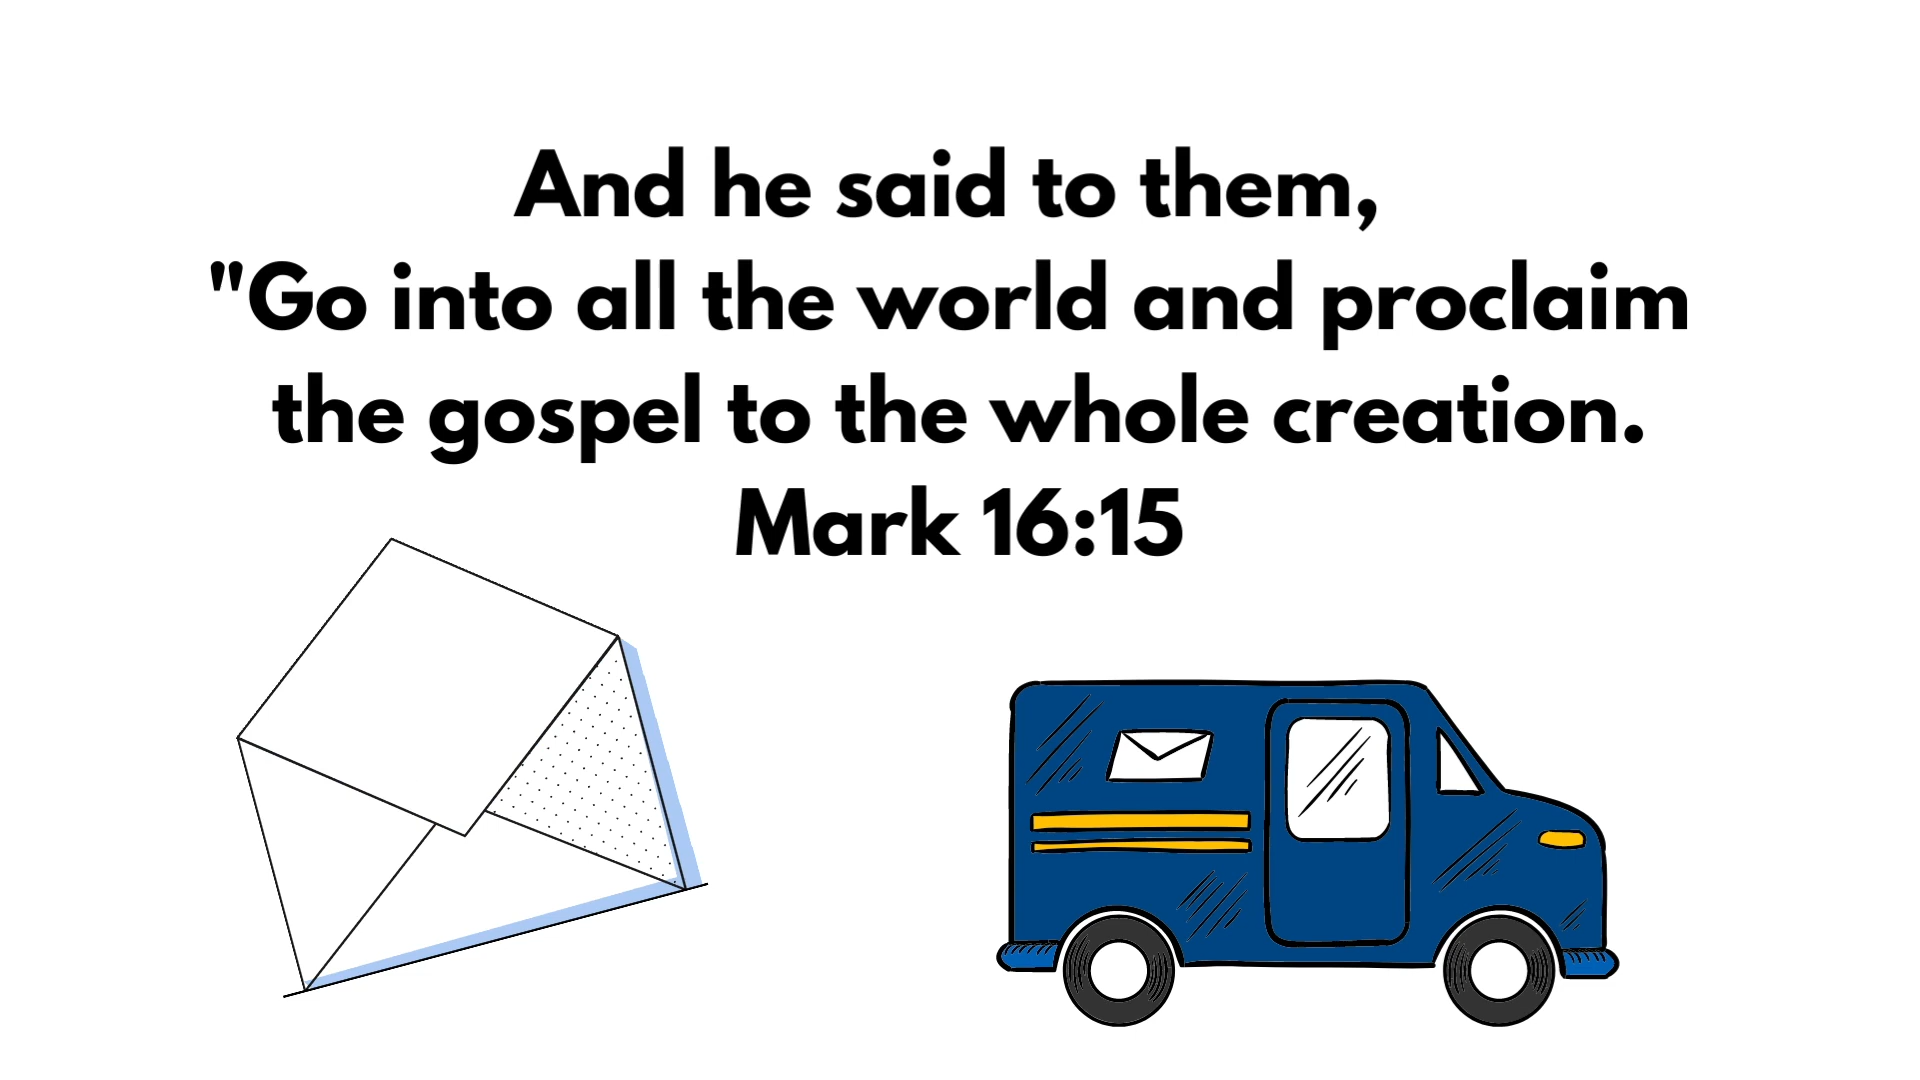 And he said to them,
"Go into all the world and proclaim
the gospel to the whole creation.
Mark 16:15